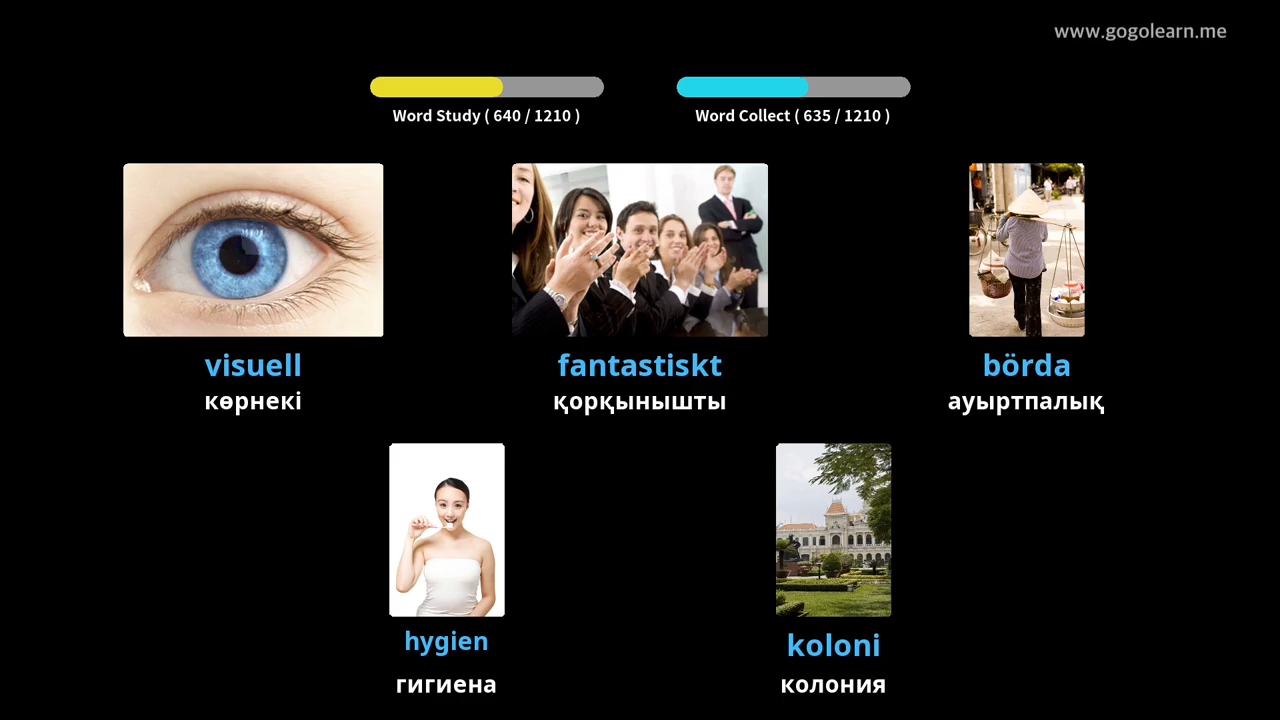 www.gogolearn.me
Word Study ( 640 / 1210 )
Word Collect ( 635 / 1210 )
visuell
көрнекі
fantastiskt
қорқынышты
börda
ауыртпалық
hygien
гигиена
koloni
колония